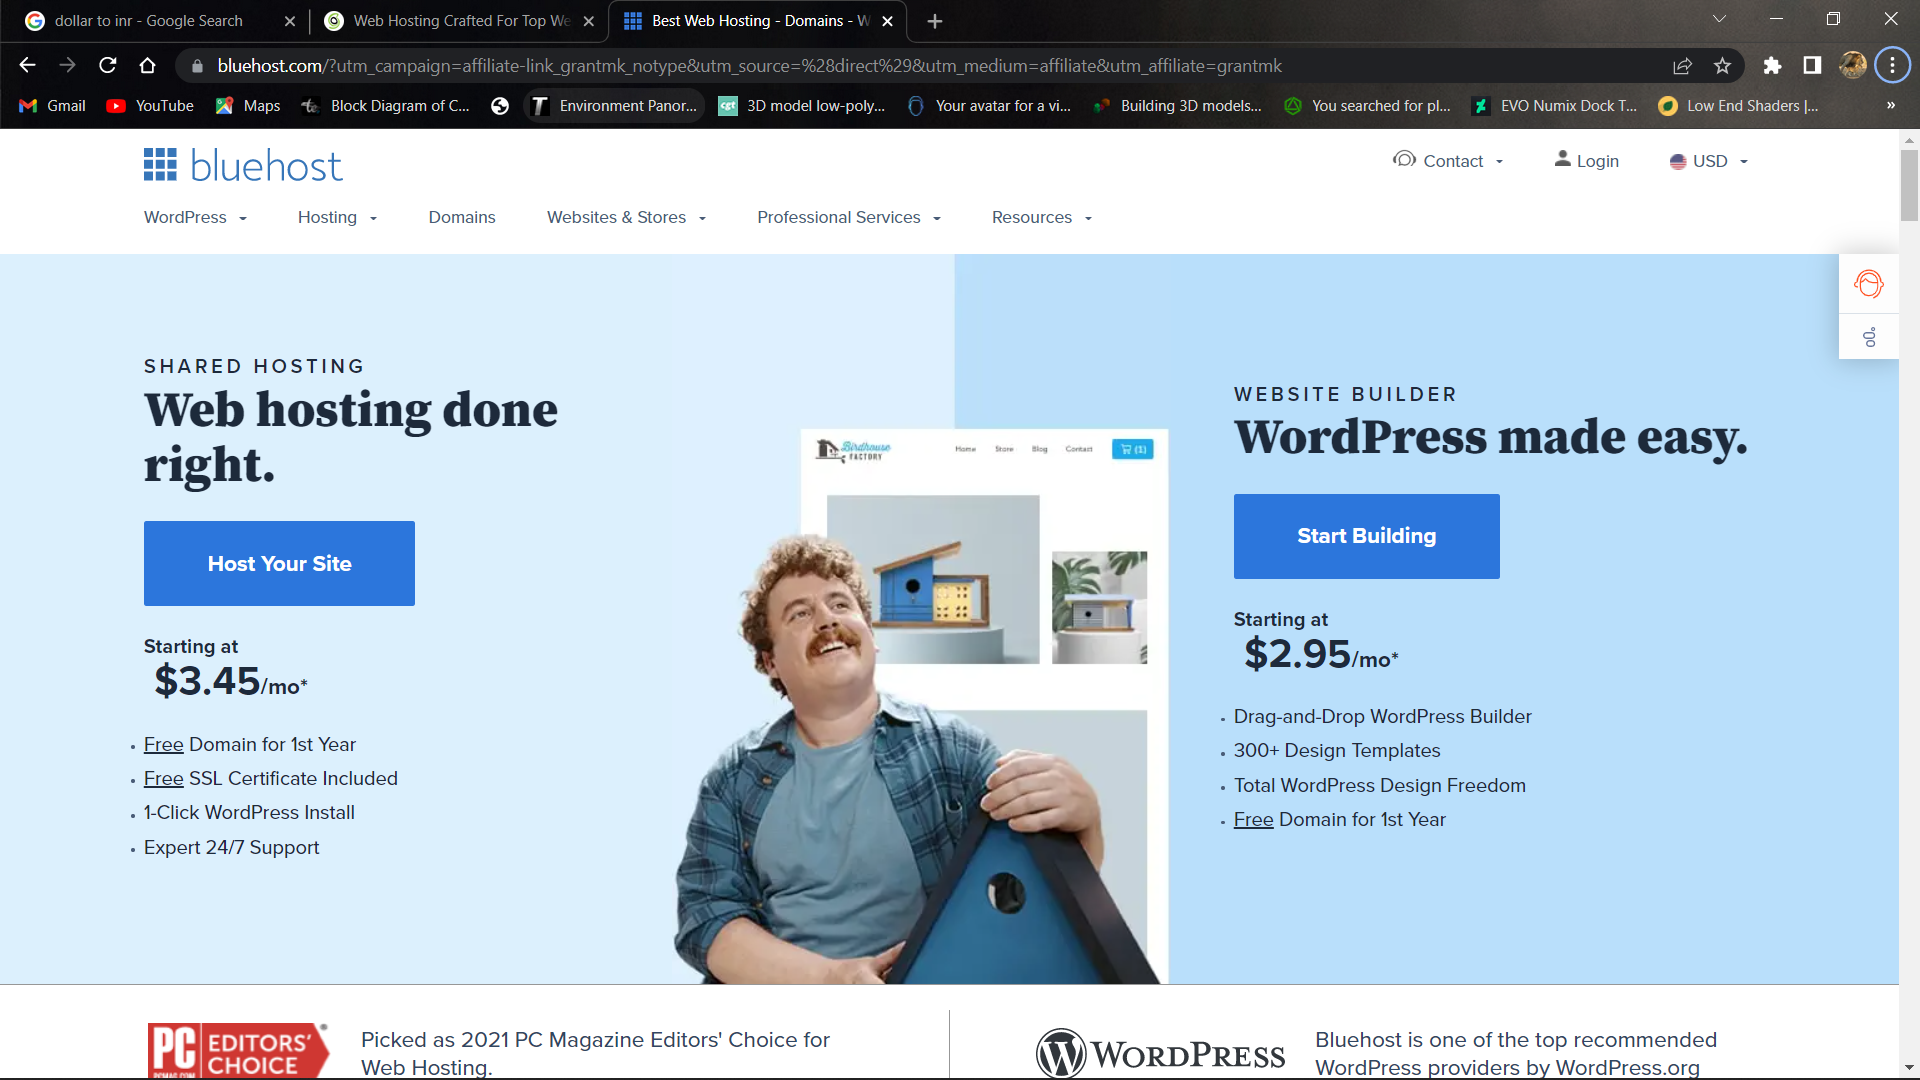 dollar to inr - Google Search
Web Hosting Crafted For Top We
Best Web Hosting - Domains - W
bluehost.com/?utm_campaign=affiliate-link_grantmk_notype&utm_source=%28direct%29&utm_medium=affiliate&utm_affiliate=grantmk
Gmail YouTube Maps Block Diagram of C... Environment Panor... 3D model low-poly,... Your avatar for a vi... Building 3D models... You searched for pl... EVO Numix Dock T... Low End Shaders |... »
bluehost
Contact Login USD
WordPress Hosting Domains Websites & Stores Professional Services Resources
SHARED HOSTING
Web hosting done
right.
Host Your Site
Starting at
$3.45/mo*
• Free Domain for 1st Year
• Free SSL Certificate Included
• 1-Click WordPress Install
• Expert 24/7 Support
Birdhouse
FACTORY
Home Store Blog Contact (1)
WEBSITE BUILDER
WordPress made easy.
Start Building
Starting at
$2.95/mo*
• Drag-and-Drop WordPress Builder
• 300+ Design Templates
• Total WordPress Design Freedom
• Free Domain for 1st Year
PC EDITORS'
CHOICE
PCMAG.COM
Picked as 2021 PC Magazine Editors' Choice for
Web Hosting.
WORDPRESS
Bluehost is one of the top recommended
WordPress providers by WordPress.org